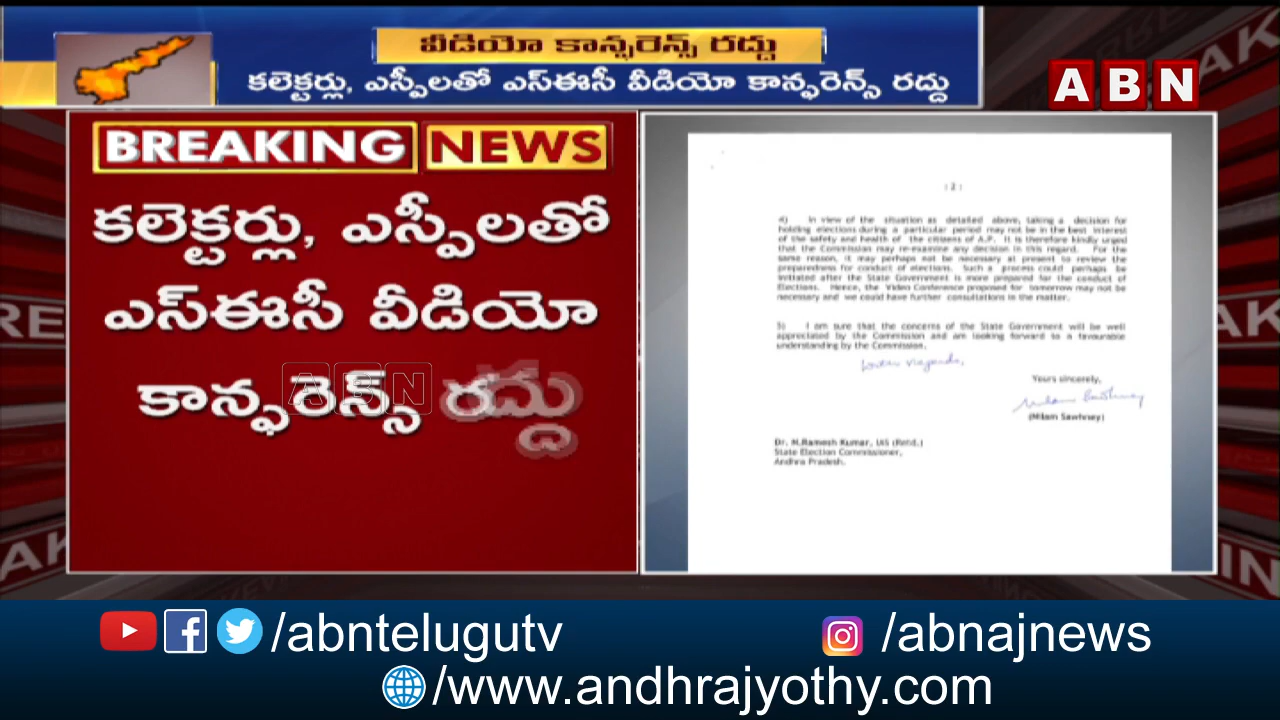 వీడియో కాన్ఫరెన్స్ రద్దు
కలెక్టర్లు, ఎస్పీలతో ఎస్ఈసీ వీడియో కాన్ఫరెన్స్ రద్దు
ABN
BREAKING NEWS
కలెక్టర్లు, ఎస్పీలతో
ఎస్ఈసీ వీడియో
కాన్ఫరెన్స్ రద్దు
ABN
: 2 :
4) In view of the situation as detailed above, taking a decision for
holding elections during a particular period may not be in the best interest
of the safety and health of the citizens of A.P. It is therefore kindly urged
that the Commission may re-examine any decision in this regard. For the
same reason, it may perhaps not be necessary at present to review the
preparedness for conduct of elections. Such a process could perhaps be
initiated after the State Government is more prepared for the conduct of
Elections. Hence, the Video Conference proposed for tomorrow may not be
necessary and we could have further consultations in the matter.
5) I am sure that the concerns of the State Government will be well
appreciated by the Commission and am looking forward to a favourable
understanding by the Commission.
Yours sincerely,
(Nilam Sawhney)
Dr. N.Ramesh Kumar, IAS (Retd.)
State Election Commissioner,
Andhra Pradesh.
/abntelugutv
/abnajnews
/www.andhrajyothy.com